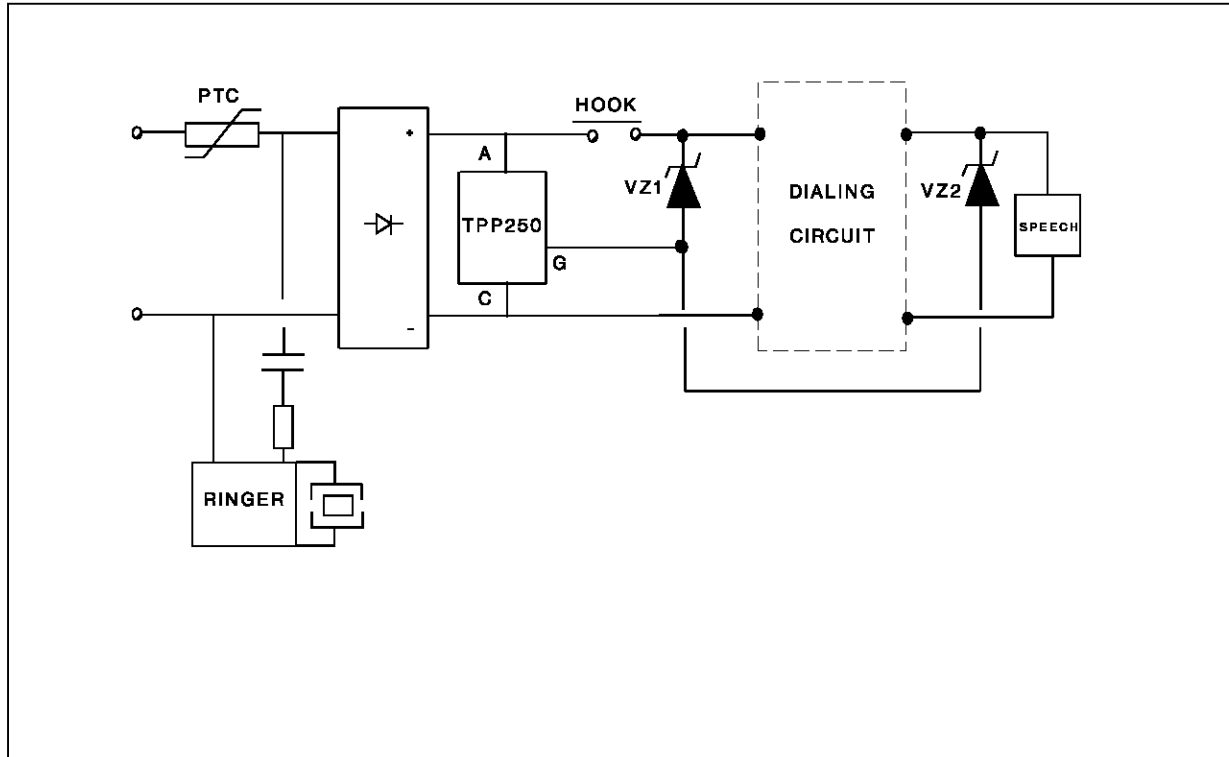 PTC
HOOK
+
A
VZ1
TPP250
G
C
-
DIALING
CIRCUIT
VZ2
SPEECH
RINGER